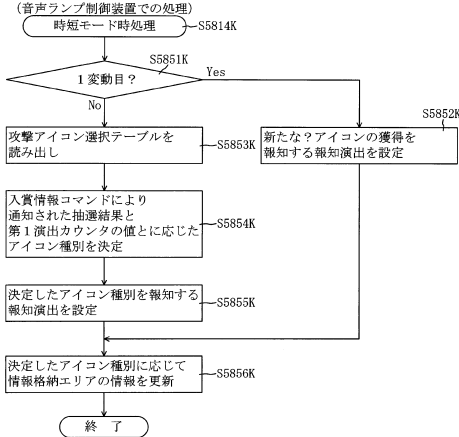 (音声ランプ制御装置での処理)
時短モード時処理
S5814K
S5851K
1変動目?
Yes
No
S5852K
攻撃アイコン選択テーブルを
読み出し
S5853K
新たな?アイコンの獲得を
報知する報知演出を設定
入賞情報コマンドにより
通知された抽選結果と
第1演出カウンタの値とに応じた
アイコン種別を決定
S5854K
決定したアイコン種別を報知する
報知演出を設定
S5855K
決定したアイコン種別に応じて
情報格納エリアの情報を更新
S5856K
終 了